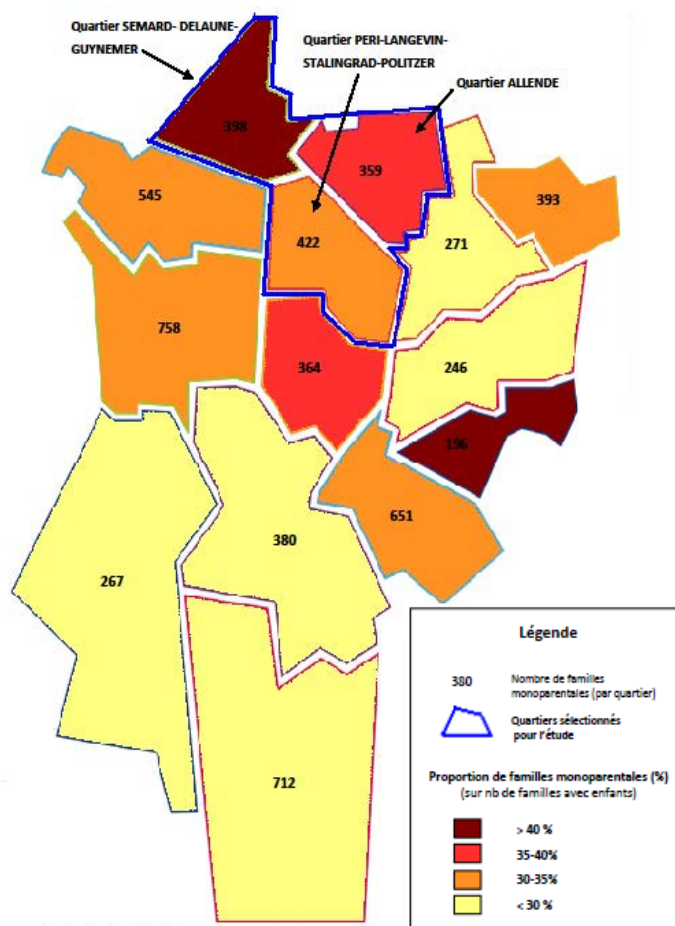 Quartier SEMARD- DELAUNE-
GUYNEMER
Quartier PERI-LANGEVIN-
STALINGRAD-POLITZER
Quartier ALLENDE
398
359
545
393
422
271
758
364
246
196
651
380
267
712
Légende
380
Nombre de familles
monoparentales (par quartier)
Quartiers sélectionnés
pour l'étude
Proportion de familles monoparentales (%)
(sur nb de familles avec enfants)
> 40 %
35-40%
30-35%
< 30 %